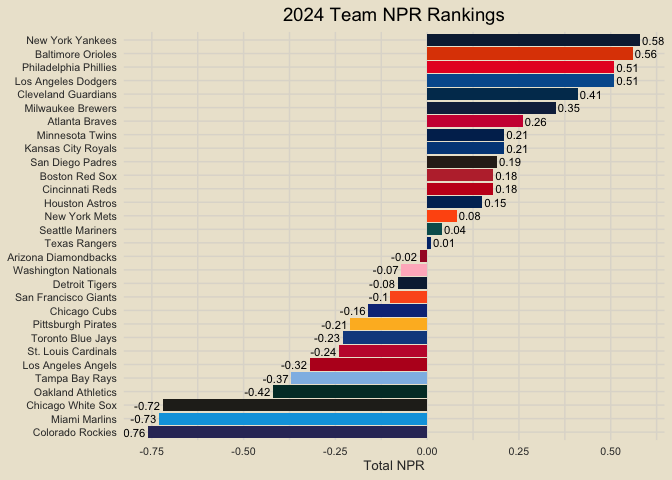 2024 Team NPR Rankings
New York Yankees 0.58
Baltimore Orioles 0.56
Philadelphia Phillies 0.51
Los Angeles Dodgers 0.51
Cleveland Guardians 0.41
Milwaukee Brewers 0.35
Atlanta Braves 0.26
Minnesota Twins 0.21
Kansas City Royals 0.21
San Diego Padres 0.19
Boston Red Sox 0.18
Cincinnati Reds 0.18
Houston Astros 0.15
New York Mets 0.08
Seattle Mariners 0.04
Texas Rangers 0.01
Arizona Diamondbacks -0.02
Washington Nationals -0.07
Detroit Tigers -0.08
San Francisco Giants -0.1
Chicago Cubs -0.16
Pittsburgh Pirates -0.21
Toronto Blue Jays -0.23
St. Louis Cardinals -0.24
Los Angeles Angels -0.32
Tampa Bay Rays -0.37
Oakland Athletics -0.42
Chicago White Sox -0.72
Miami Marlins -0.73
Colorado Rockies 0.76
-0.75 -0.50 -0.25 0.00 0.25 0.50
Total NPR